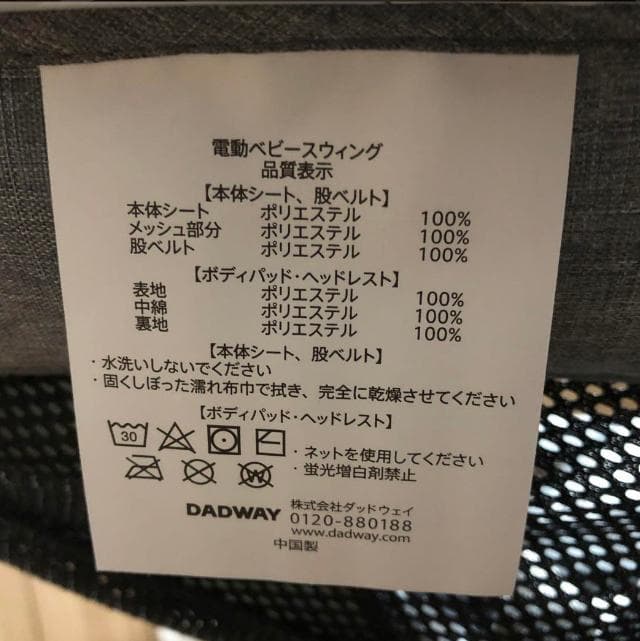 電動ベビースウィング
品質表示
【本体シート、股ベルト】
本体シート ポリエステル 100%
メッシュ部分 ポリエステル 100%
股ベルト ポリエステル 100%
【ボディパッド・ヘッドレスト】
表地 ポリエステル 100%
中綿 ポリエステル 100%
裏地 ポリエステル 100%
【本体シート、股ベルト】
・水洗いしないでください
・固くしぼった濡れ布巾で拭き、完全に乾燥させてください
【ボディパッド・ヘッドレスト】
30
・ネットを使用してください
W
・蛍光増白剤禁止
DADWAY 株式会社ダッドウェイ
0120-880188
www.dadway.com
中国製